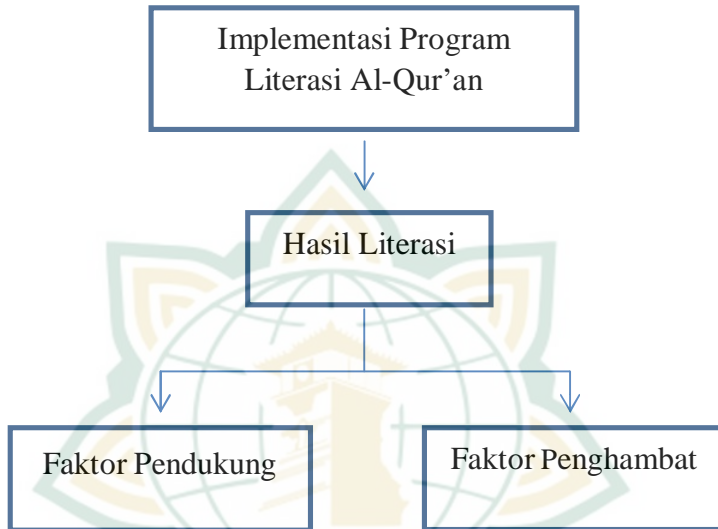 Implementasi Program
Literasi Al-Qur’an
Hasil Literasi
Faktor Pendukung
Faktor Penghambat